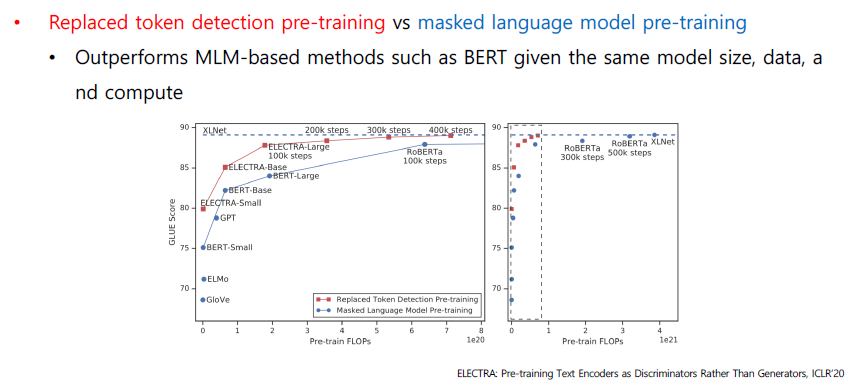 • Replaced token detection pre-training vs masked language model pre-training
• Outperforms MLM-based methods such as BERT given the same model size, data, a
nd compute
90
85
80
75
70
GLUE Score
XLNet
200k steps
300k steps
400k steps
ELECTRA-Large
100k steps
RoBERTa
100k steps
ELECTRA-Base
BERT-Large
BERT-Base
ELECTRA-Small
GPT
BERT-Small
ELMo
GloVe
Replaced Token Detection Pre-training
Masked Language Model Pre-training
0 1 2 3 4 5 6 7 8
1e20
Pre-train FLOPs
90
85
80
75
70
RoBERTa
300k steps
RoBERTa
500k steps
XLNet
0 1 2 3 4
1e21
Pre-train FLOPs
ELECTRA: Pre-training Text Encoders as Discriminators Rather Than Generators, ICLR'20